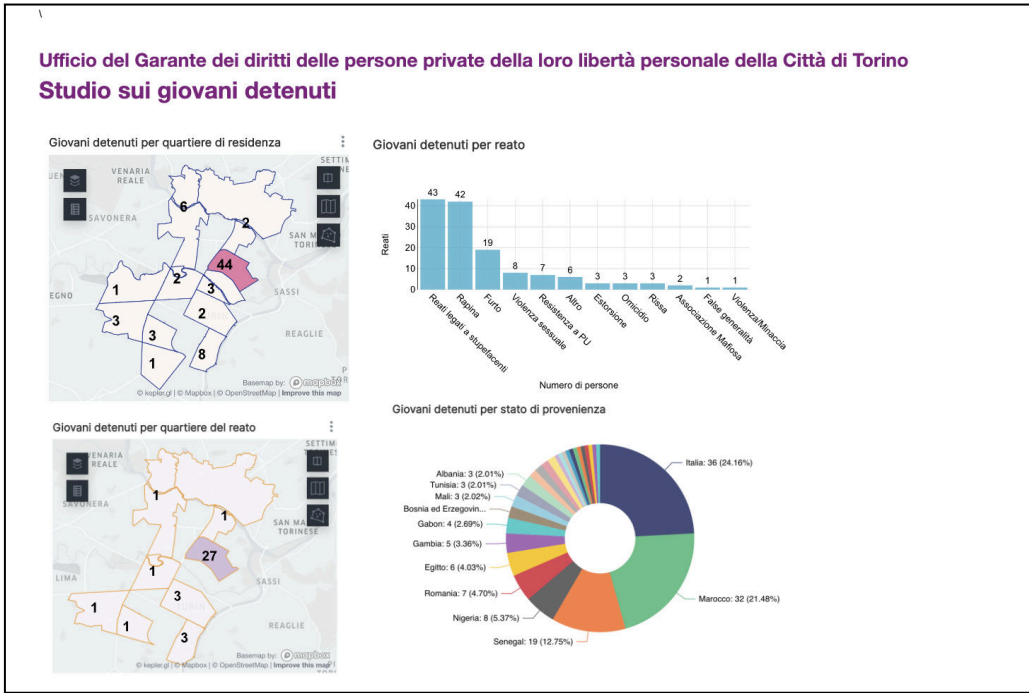 \
Ufficio del Garante dei diritti delle persone private della loro libertà personale della Città di Torino
Studio sui giovani detenuti
Giovani detenuti per quartiere di residenza
VENARIA
REALE
SAVONERA
SAN
TORINESE
SASSI
REAGLIE
6
2
44
2
3
1
2
3
3
8
1
Basemap by: mapbox
© kepler.gl | © Mapbox | © OpenStreetMap | Improve this map
Giovani detenuti per reato
43
42
19
8
7
6
3
3
3
2
1
1
40
30
20
10
0
Reati
Reati legati a stupefacenti
Rapina
Furto
Violenza sessuale
Resistenza a PU
Altro
Estorsione
Omicidio
Rissa
Associazione Mafiosa
False generalità
Violenza/Minaccia
Numero di persone
Giovani detenuti per quartiere del reato
VENARIA
REALE
SAVONERA
SAN
TORINESE
LIMA
SASSI
REAGLIE
1
1
27
1
3
1
1
3
Basemap by: mapbox
© kepler.gl | © Mapbox | © OpenStreetMap | Improve this map
Giovani detenuti per stato di provenienza
Italia: 36 (24.16%)
Marocco: 32 (21.48%)
Senegal: 19 (12.75%)
Nigeria: 8 (5.37%)
Romania: 7 (4.70%)
Egitto: 6 (4.03%)
Gambia: 5 (3.36%)
Gabon: 4 (2.69%)
Bosnia ed Erzegovin...
Mali: 3 (2.02%)
Tunisia: 3 (2.01%)
Albania: 3 (2.01%)